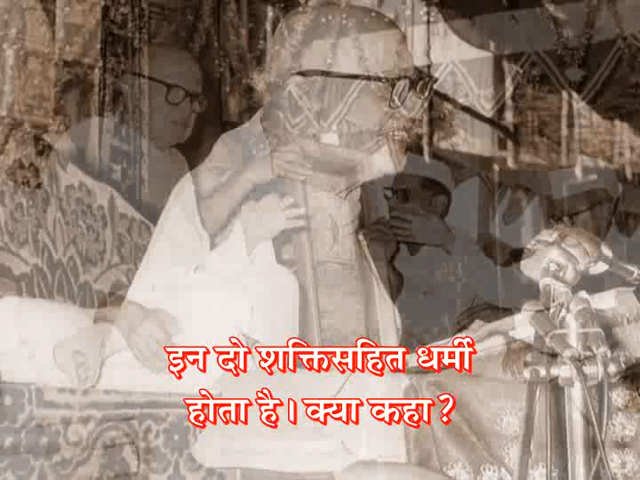 इन दो शक्तिसहित धर्मी
होता है। क्या कहा?